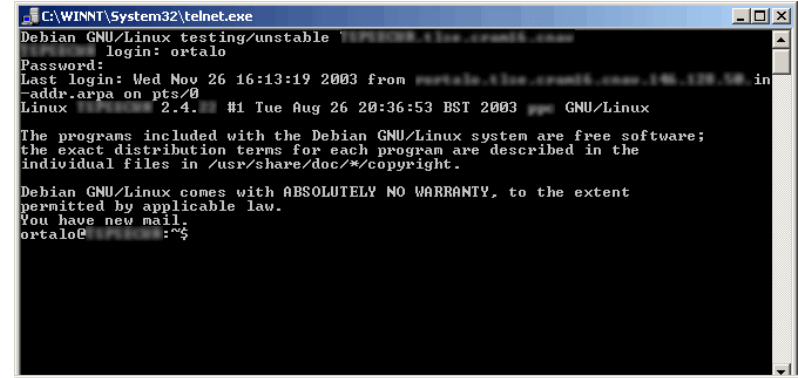 C:\WINNT\System32\telnet.exe
Debian GNU/Linux testing/unstable
login: ortalo
Password:
Last login: Wed Nov 26 16:13:19 2003 from in
-addr.arpa on pts/0
Linux 2.4. #1 Tue Aug 26 20:36:53 BST 2003 GNU/Linux
The programs included with the Debian GNU/Linux system are free software;
the exact distribution terms for each program are described in the
individual files in /usr/share/doc/*/copyright.
Debian GNU/Linux comes with ABSOLUTELY NO WARRANTY, to the extent
permitted by applicable law.
You have new mail.
ortalo@ :~$